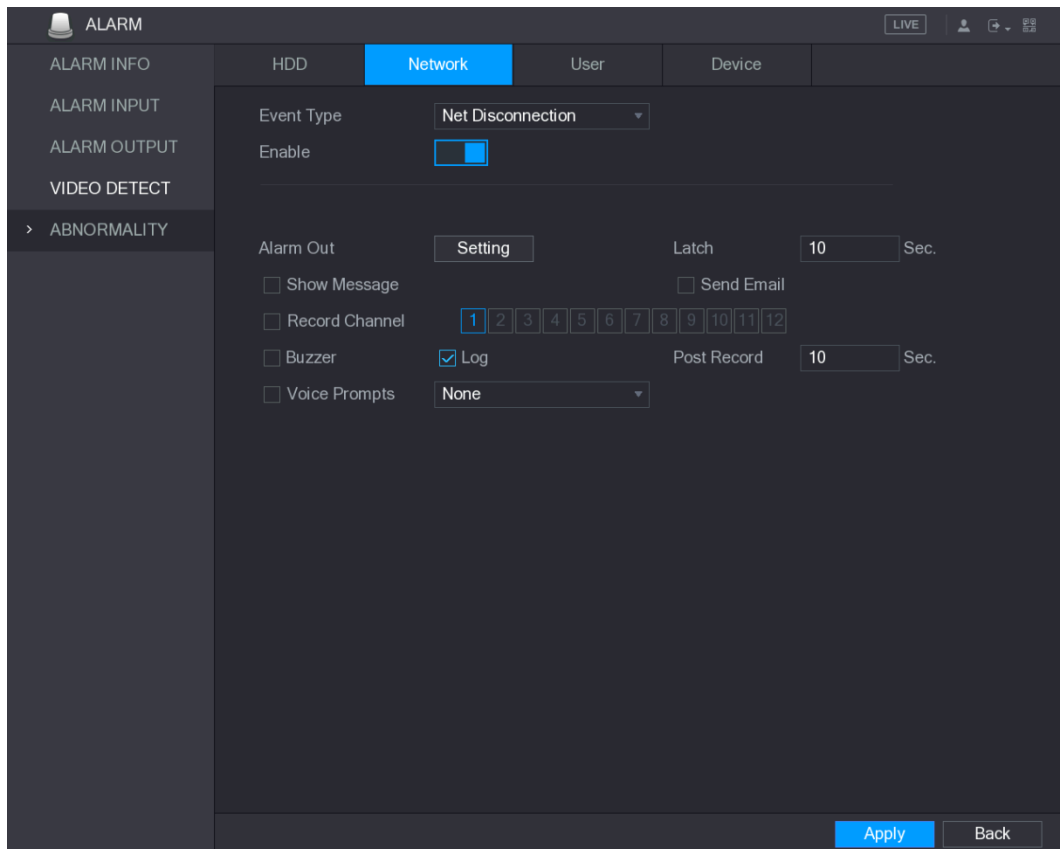 ALARM LIVE
ALARM INFO
ALARM INPUT
ALARM OUTPUT
VIDEO DETECT
> ABNORMALITY
HDD Network User Device
Event Type Net Disconnection
Enable
Alarm Out Setting Latch 10 Sec.
Show Message Send Email
Record Channel 1 2 3 4 5 6 7 8 9 10 11 12
Buzzer Log Post Record 10 Sec.
Voice Prompts None
Apply Back